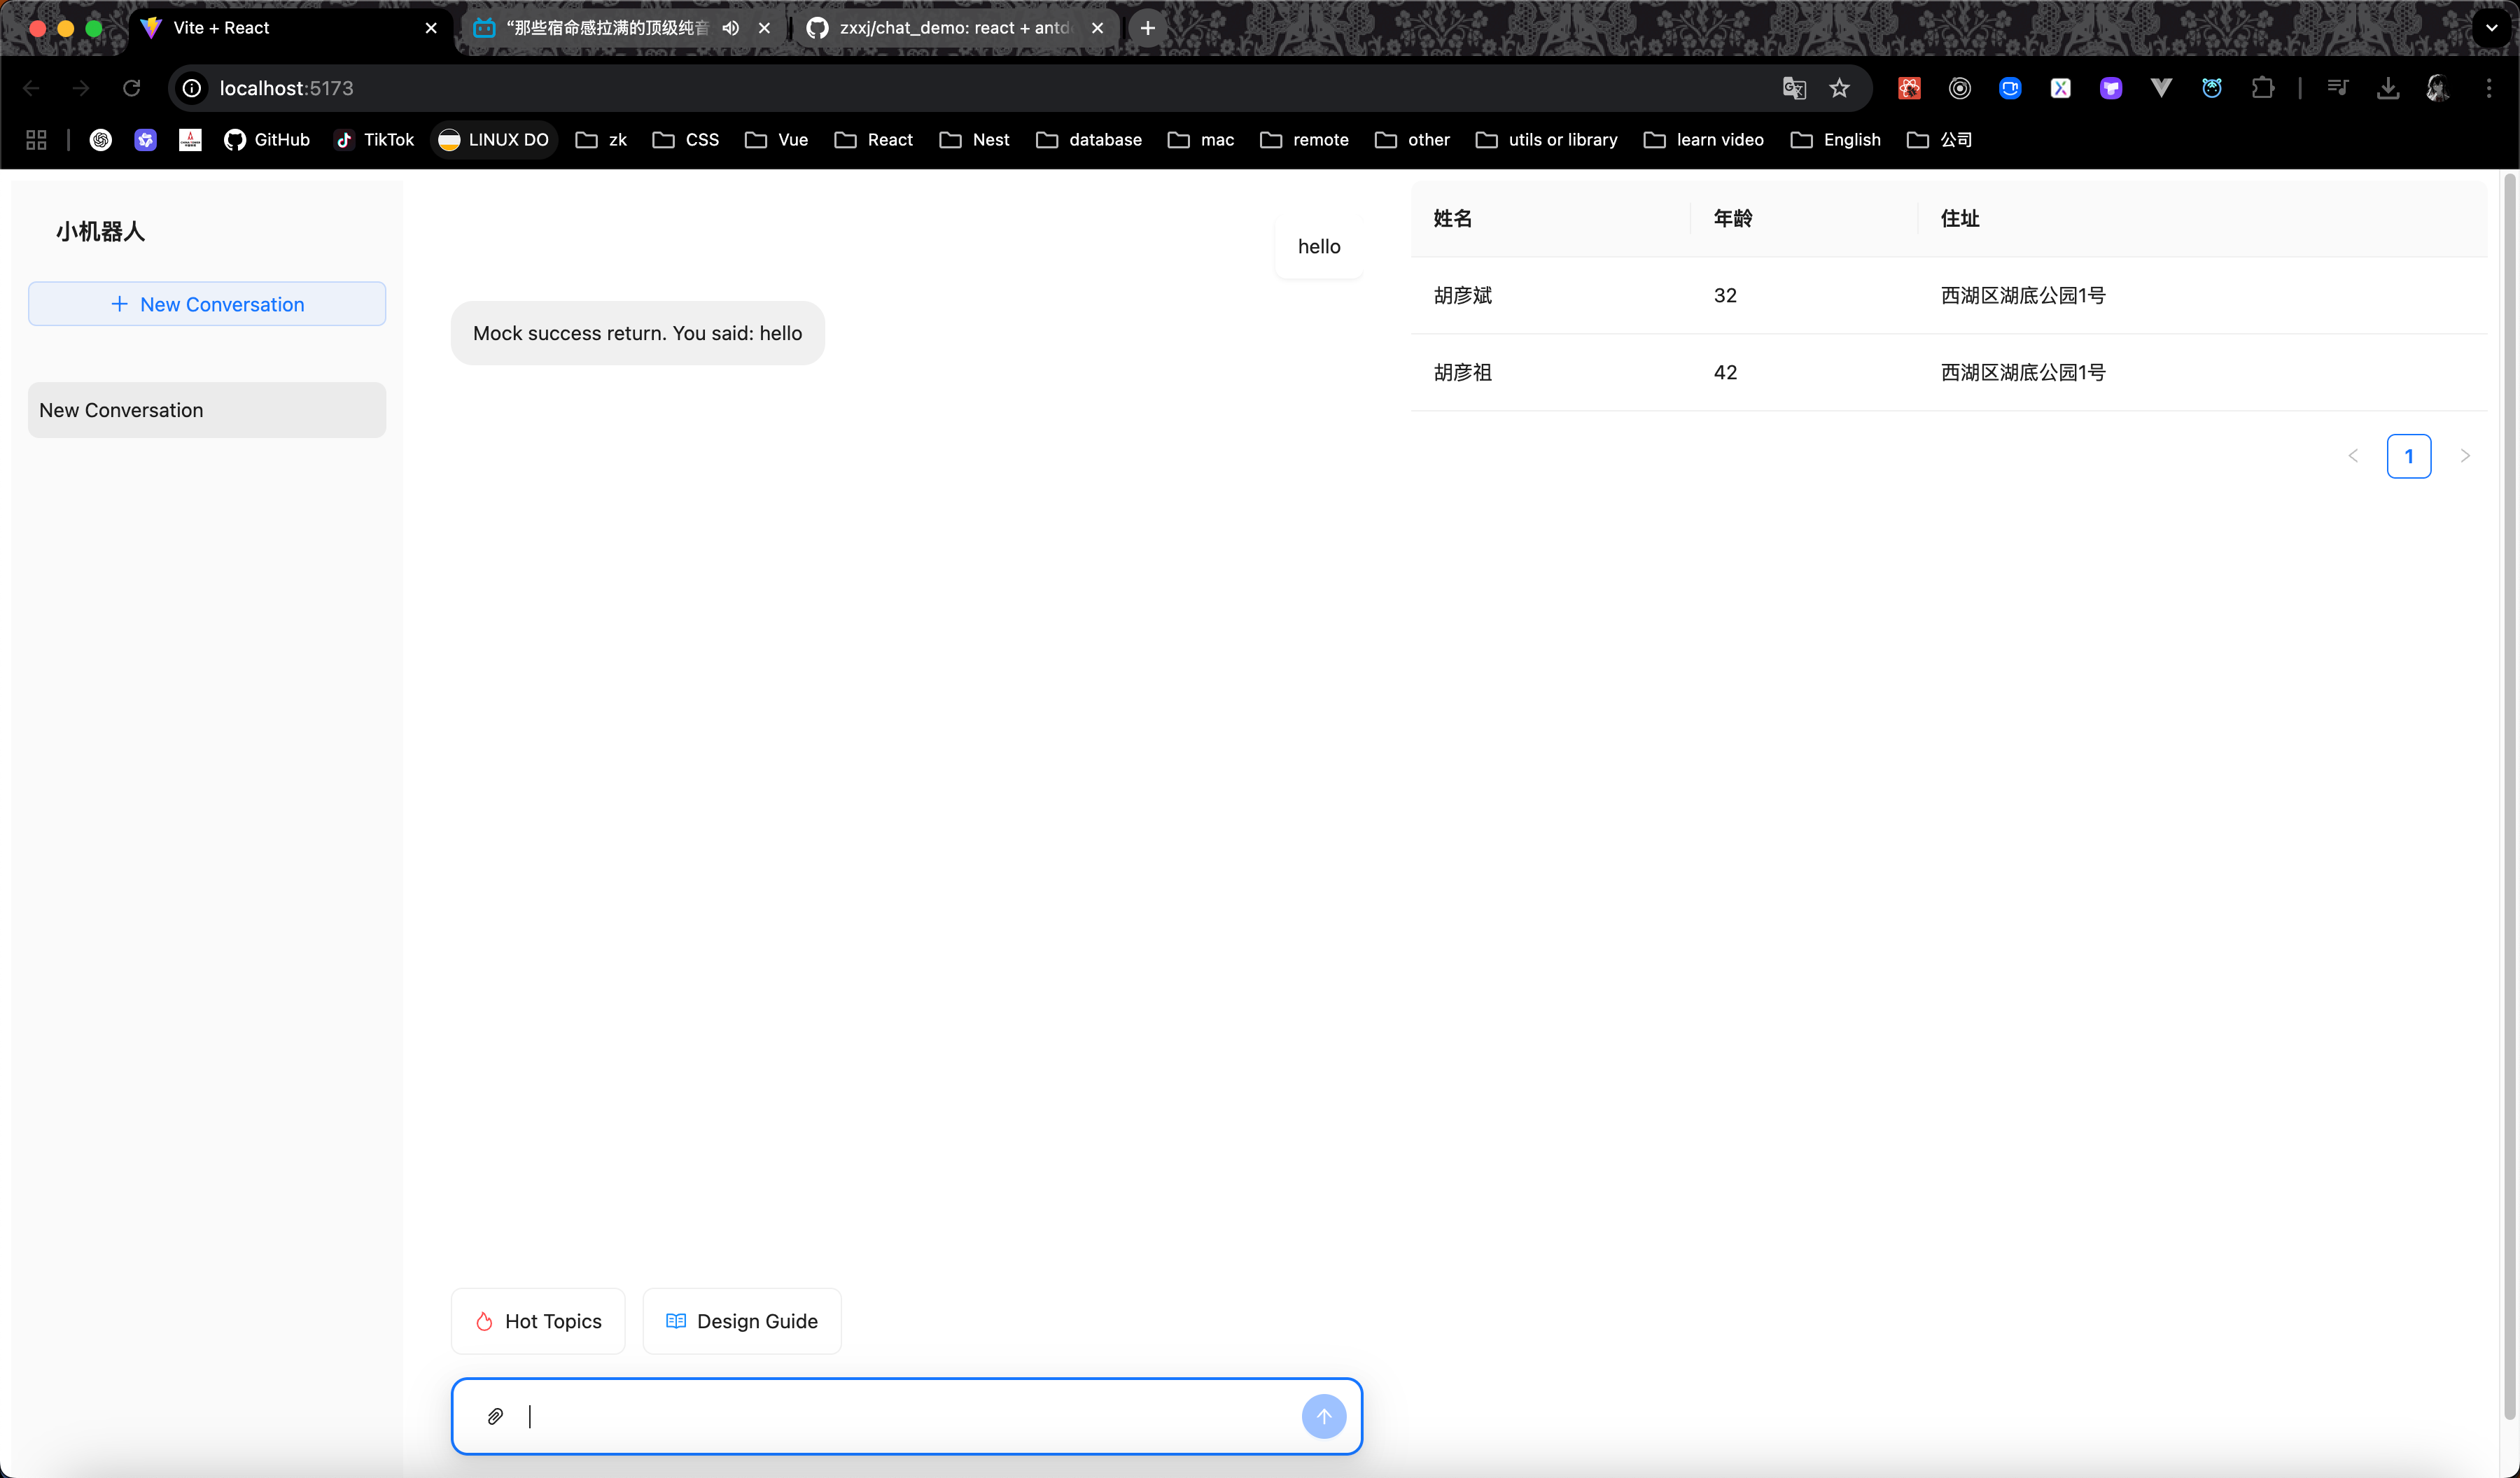 Vite + React
“那些宿命感拉满的顶级纯音
zxxj/chat_demo: react + antd
localhost:5173
GitHub
TikTok
LINUX DO
zk
CSS
Vue
React
Nest
database
mac
remote
other
utils or library
learn video
English
公司
小机器人
New Conversation
New Conversation
hello
Mock success return. You said: hello
Hot Topics
Design Guide
姓名 年龄 住址
胡彦斌 32 西湖区湖底公园1号
胡彦祖 42 西湖区湖底公园1号
1